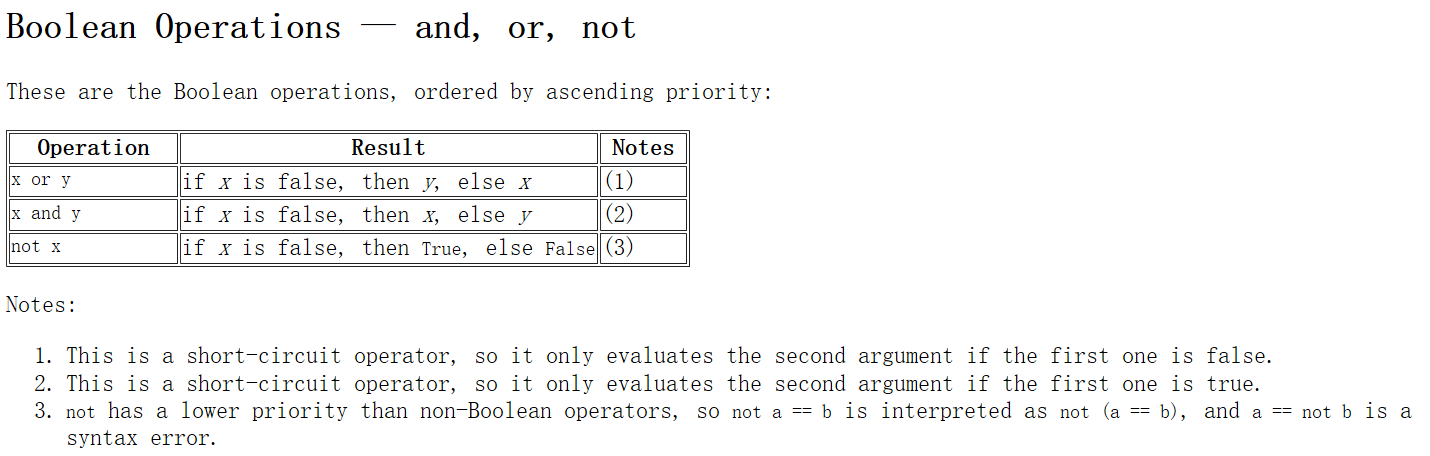 Boolean Operations — and, or, not
These are the Boolean operations, ordered by ascending priority:
Operation Result Notes
x or y if x is false, then y, else x (1)
x and y if x is false, then x, else y (2)
not x if x is false, then True, else False (3)
Notes:
1. This is a short-circuit operator, so it only evaluates the second argument if the first one is false.
2. This is a short-circuit operator, so it only evaluates the second argument if the first one is true.
3. not has a lower priority than non-Boolean operators, so not a == b is interpreted as not (a == b), and a == not b is a
syntax error.